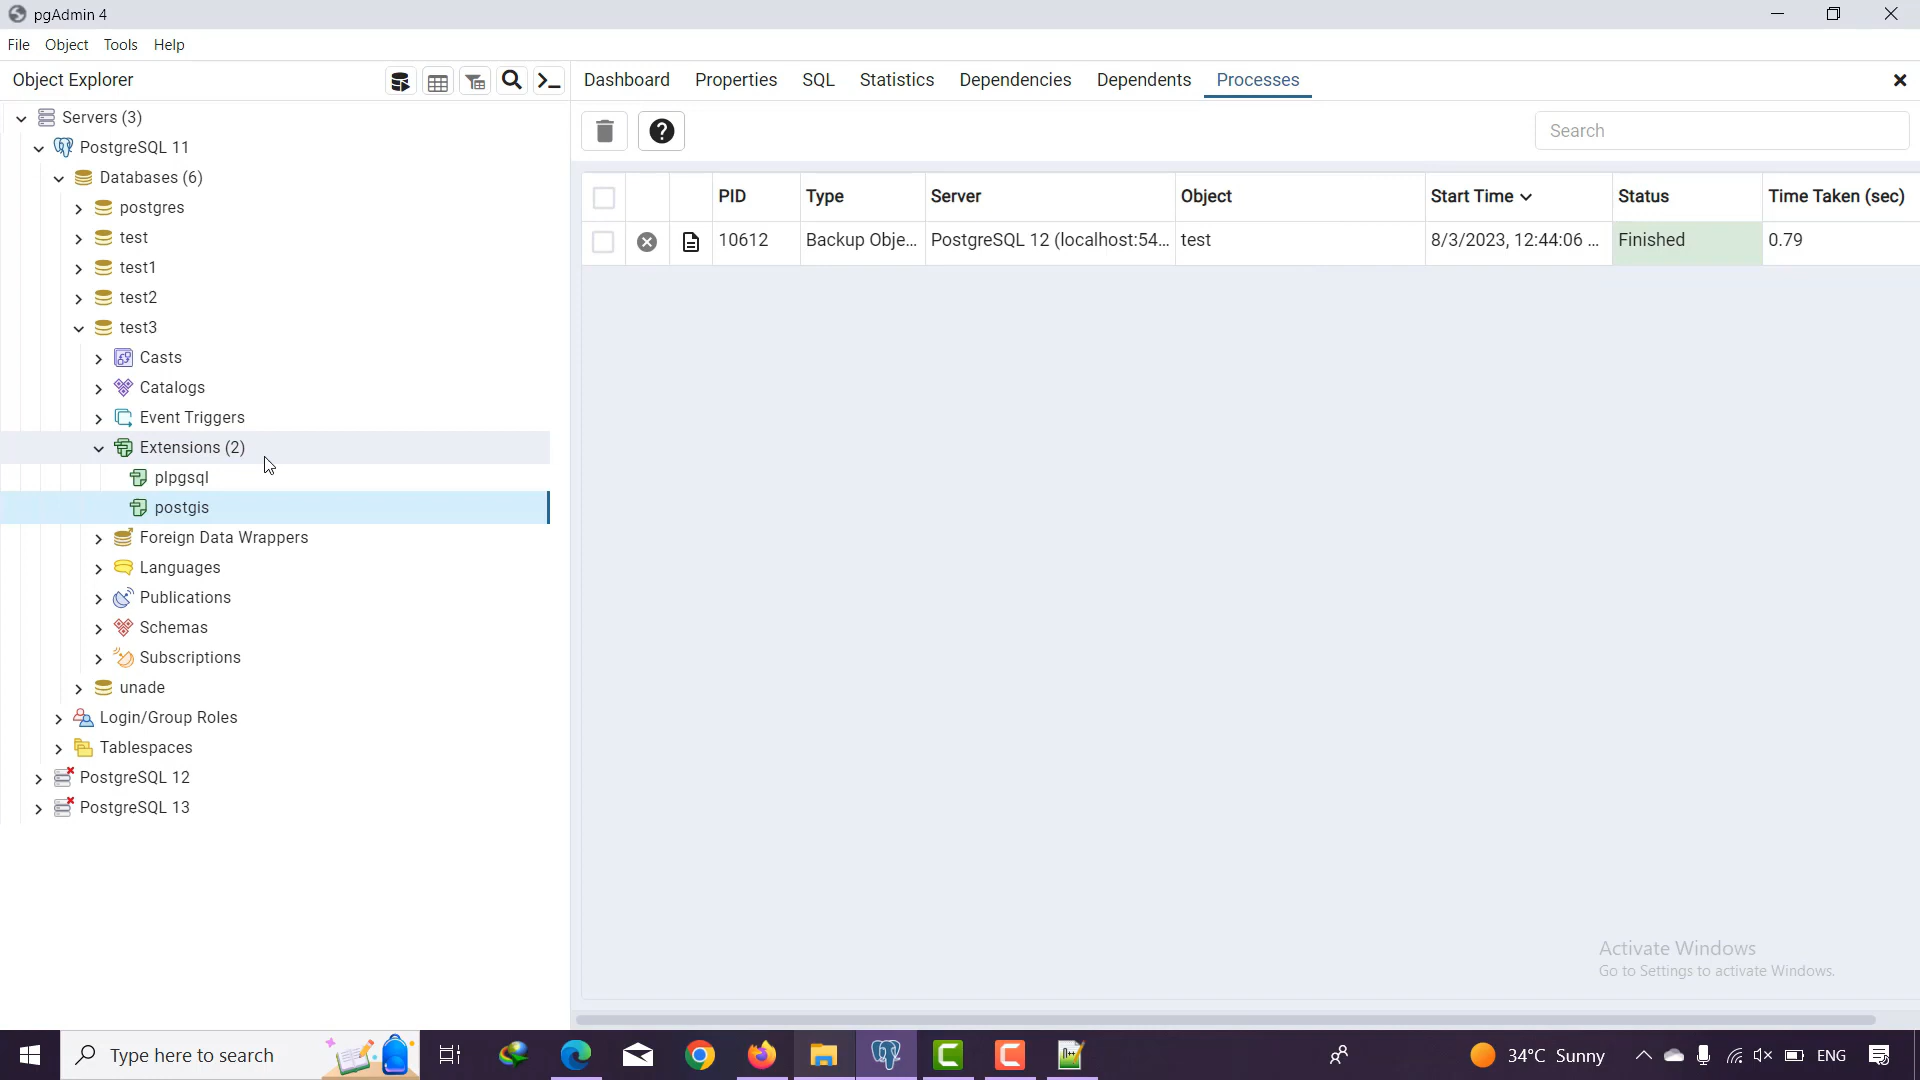 pgAdmin 4
File Object Tools Help
Object Explorer
Dashboard Properties SQL Statistics Dependencies Dependents Processes
Servers (3)
PostgreSQL 11
Databases (6)
postgres
test
test1
test2
test3
Casts
Catalogs
Event Triggers
Extensions (2)
plpgsql
postgis
Foreign Data Wrappers
Languages
Publications
Schemas
Subscriptions
unade
Login/Group Roles
Tablespaces
PostgreSQL 12
PostgreSQL 13
Search
PID Type Server Object Start Time Status Time Taken (sec)
10612 Backup Obje... PostgreSQL 12 (localhost:54... test 8/3/2023, 12:44:06 ... Finished 0.79
Activate Windows
Go to Settings to activate Windows.
Type here to search
34°C Sunny
ENG